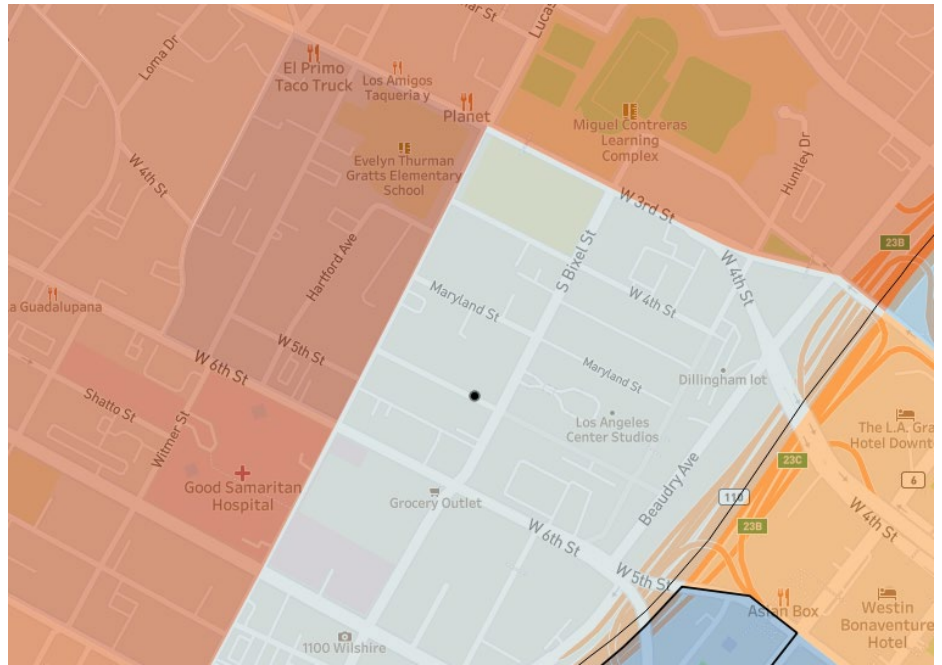 Loma Dr
El Primo
Taco Truck
Los Amigos
Taqueria y
Planet
Miguel Contreras
Learning
Complex
Evelyn Thurman
Gratts Elementary
School
Huntley Dr
W 4th St
W 3rd St
23B
Hartford Ave
S Bixel St
W 4th St
Guadalupana
Maryland St
W 4th St
W 5th St
W 6th St
Maryland St
Dillingham lot
Shatto St
Witmer St
Los Angeles
Center Studios
The L.A. Gra
Hotel Downt
23C
6
Good Samaritan
Hospital
Grocery Outlet
Beaudry Ave
110
23B
W 4th St
W 6th St
W 5th St
Asian Box
Westin
Bonaventure
Hotel
1100 Wilshire